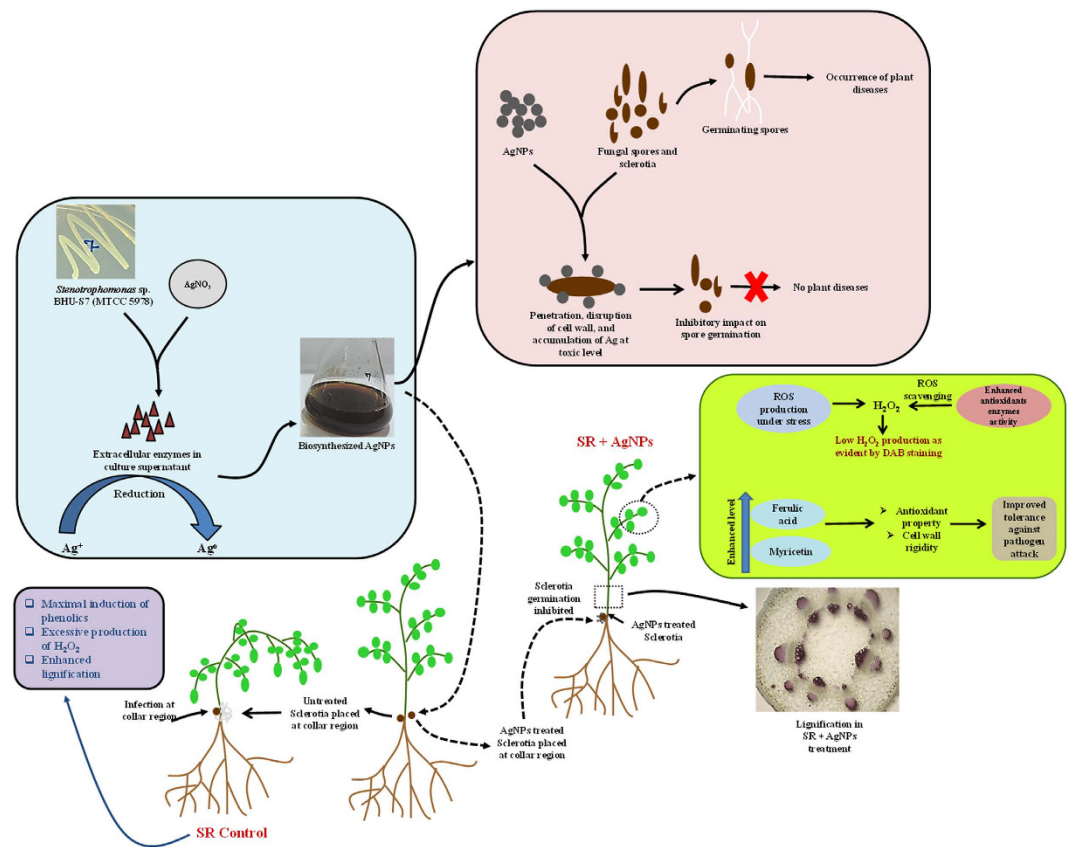 AgNPs
Fungal spores and
sclerotia
Germinating spores
Occurrence of plant
diseases
Penetration, disruption
of cell wall, and
accumulation of Ag at
toxic level
Inhibitory impact on
spore germination
No plant diseases
Stenotrophomonas sp.
BHU-S7 (MTCC 5978)
AgNO₃
Extracellular enzymes in
culture supernatant
Reduction
Ag⁺
Ag⁰
Biosynthesized AgNPs
ROS
production
under stress
H₂O₂
ROS
scavenging
Enhanced
antioxidants
enzymes
activity
Low H₂O₂ production as
evident by DAB staining
Enhanced level
Ferulic
acid
Myricetin
➢ Antioxidant
property
➢ Cell wall
rigidity
Improved
tolerance
against
pathogen
attack
SR + AgNPs
Sclerotia
germination
inhibited
AgNPs treated
Sclerotia
Lignification in
SR + AgNPs
treatment
❑ Maximal induction of
phenolics
❑ Excessive production
of H₂O₂
❑ Enhanced
lignification
Infection at
collar region
Untreated
Sclerotia placed
at collar region
AgNPs treated
Sclerotia placed
at collar region
SR Control